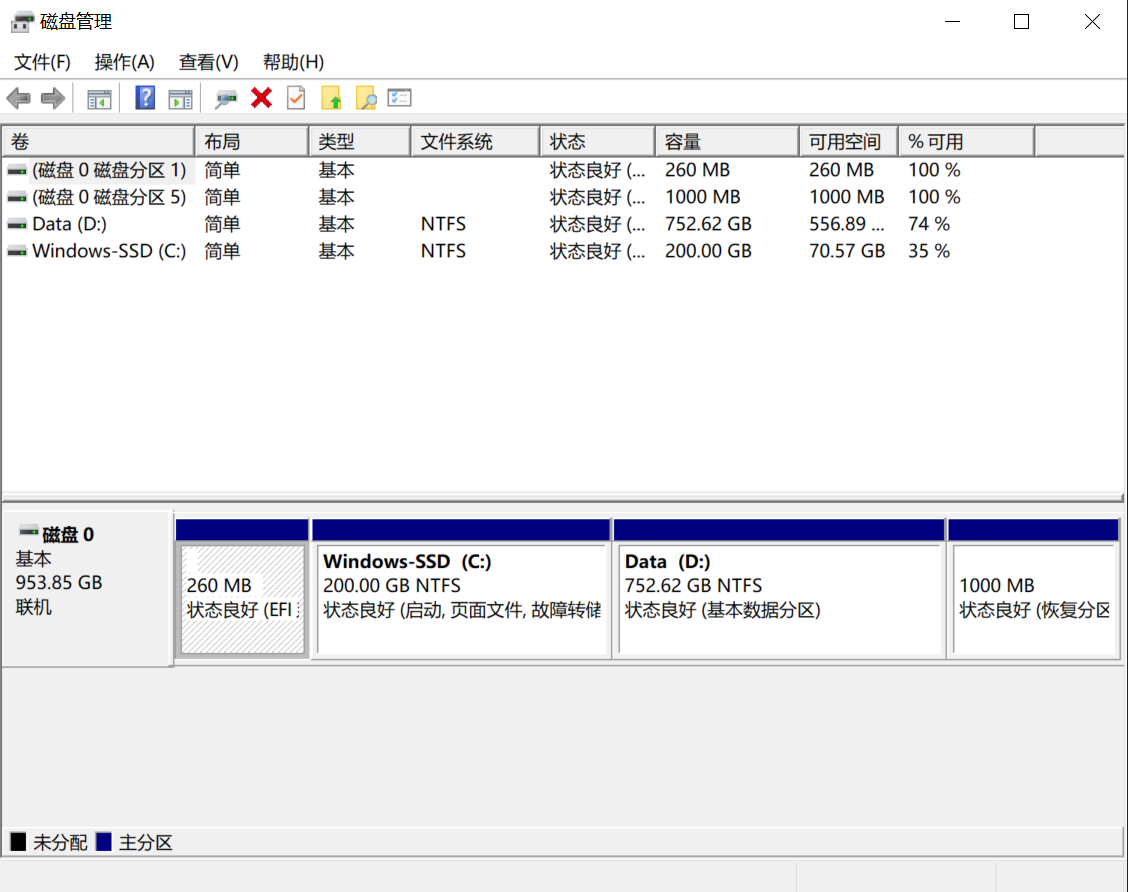 磁盘管理
文件(F) 操作(A) 查看(V) 帮助(H)
卷 布局 类型 文件系统 状态 容量 可用空间 % 可用
(磁盘 0 磁盘分区 1) 简单 基本 状态良好 (... 260 MB 260 MB 100 %
(磁盘 0 磁盘分区 5) 简单 基本 状态良好 (... 1000 MB 1000 MB 100 %
Data (D:) 简单 基本 NTFS 状态良好 (... 752.62 GB 556.89 ... 74 %
Windows-SSD (C:) 简单 基本 NTFS 状态良好 (... 200.00 GB 70.57 GB 35 %
磁盘 0
基本
953.85 GB
联机
260 MB
状态良好 (EFI
Windows-SSD (C:)
200.00 GB NTFS
状态良好 (启动, 页面文件, 故障转储
Data (D:)
752.62 GB NTFS
状态良好 (基本数据分区)
1000 MB
状态良好 (恢复分区
未分配 主分区